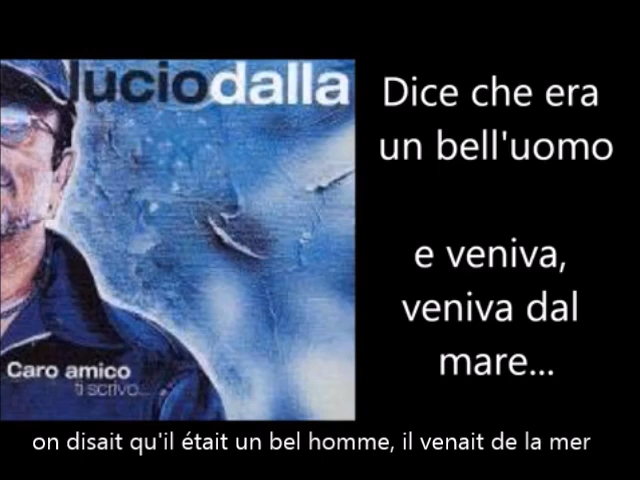 luciodalla
Caro amico
ti scrivo...
Dice che era
un bell'uomo
e veniva,
veniva dal
mare...
on disait qu'il était un bel homme, il venait de la mer